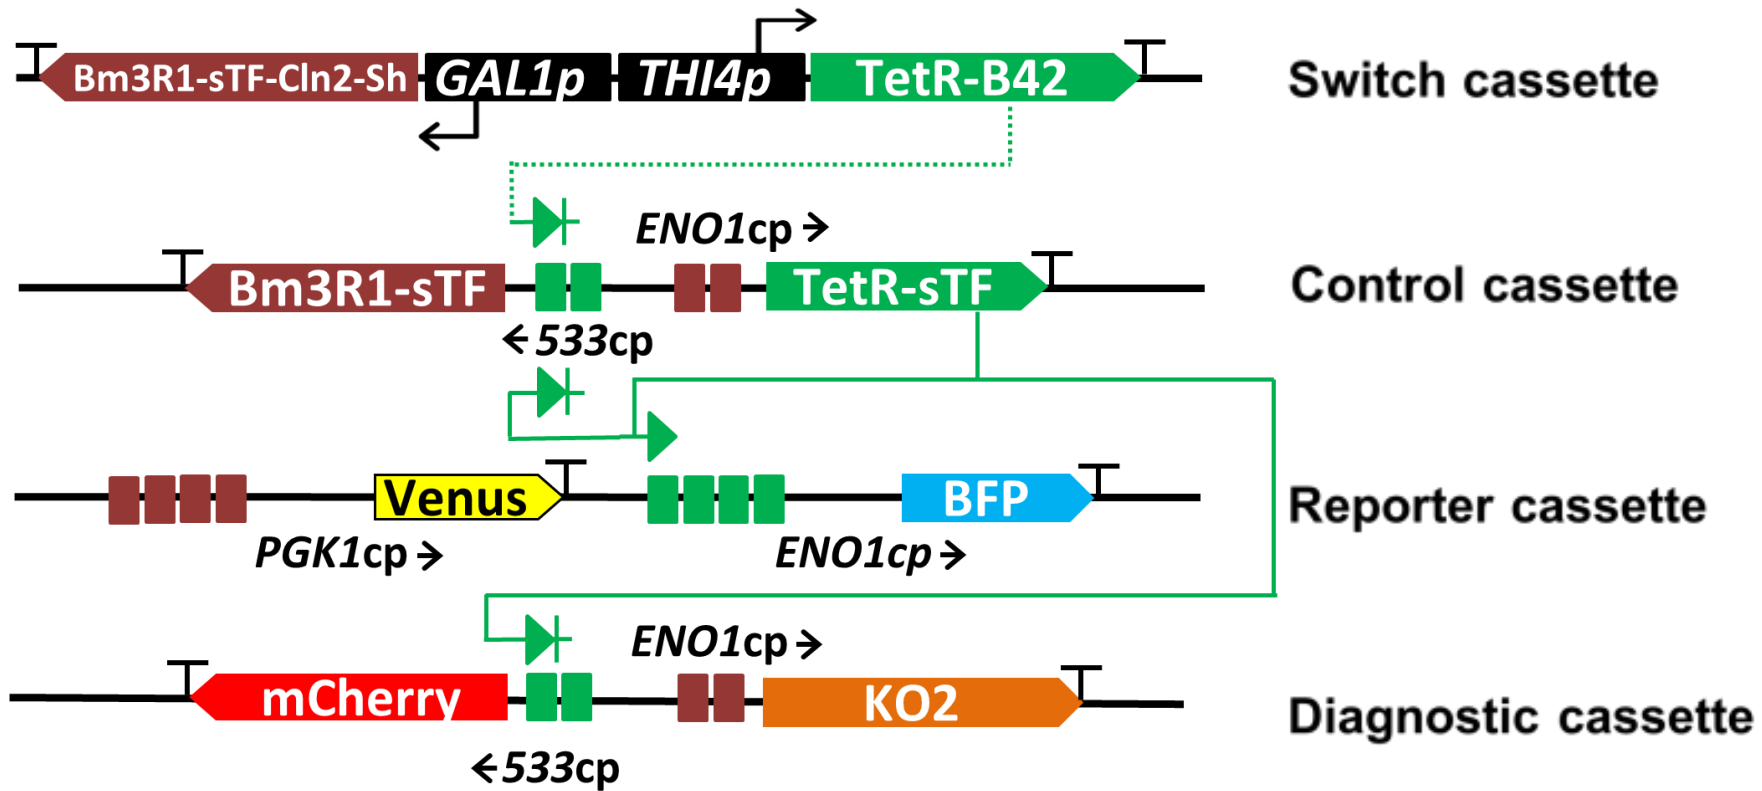 Bm3R1-sTF-Cln2-Sh GAL1p THI4p TetR-B42 Switch cassette
ENO1cp
Bm3R1-sTF TetR-sTF Control cassette
533cp
Venus BFP Reporter cassette
PGK1cp ENO1cp
ENO1cp
mCherry KO2 Diagnostic cassette
533cp